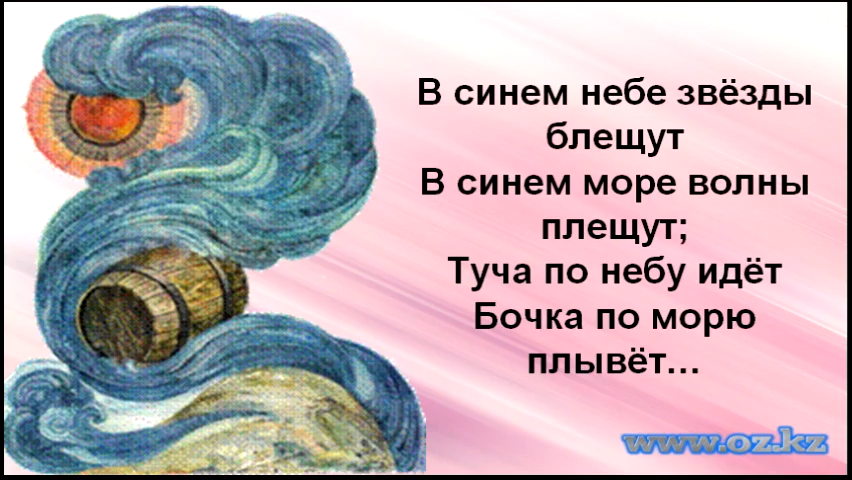 В синем небе звёзды
блещут
В синем море волны
плещут;
Туча по небу идёт
Бочка по морю
плывёт...
www.oz.kz